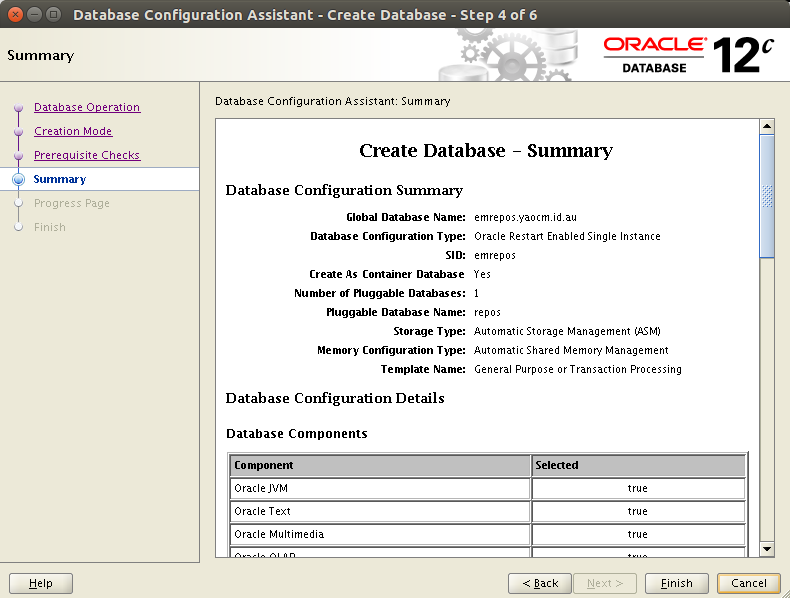 Database Configuration Assistant - Create Database - Step 4 of 6
Summary
ORACLE®
DATABASE
12c
Database Operation
Creation Mode
Prerequisite Checks
Summary
Progress Page
Finish
Database Configuration Assistant: Summary
Create Database - Summary
Database Configuration Summary
Global Database Name: emrepos.yaocm.id.au
Database Configuration Type: Oracle Restart Enabled Single Instance
SID: emrepos
Create As Container Database Yes
Number of Pluggable Databases: 1
Pluggable Database Name: repos
Storage Type: Automatic Storage Management (ASM)
Memory Configuration Type: Automatic Shared Memory Management
Template Name: General Purpose or Transaction Processing
Database Configuration Details
Database Components
Component Selected
Oracle JVM true
Oracle Text true
Oracle Multimedia true
Oracle OLAP true
Help
< Back
Next >
Finish
Cancel